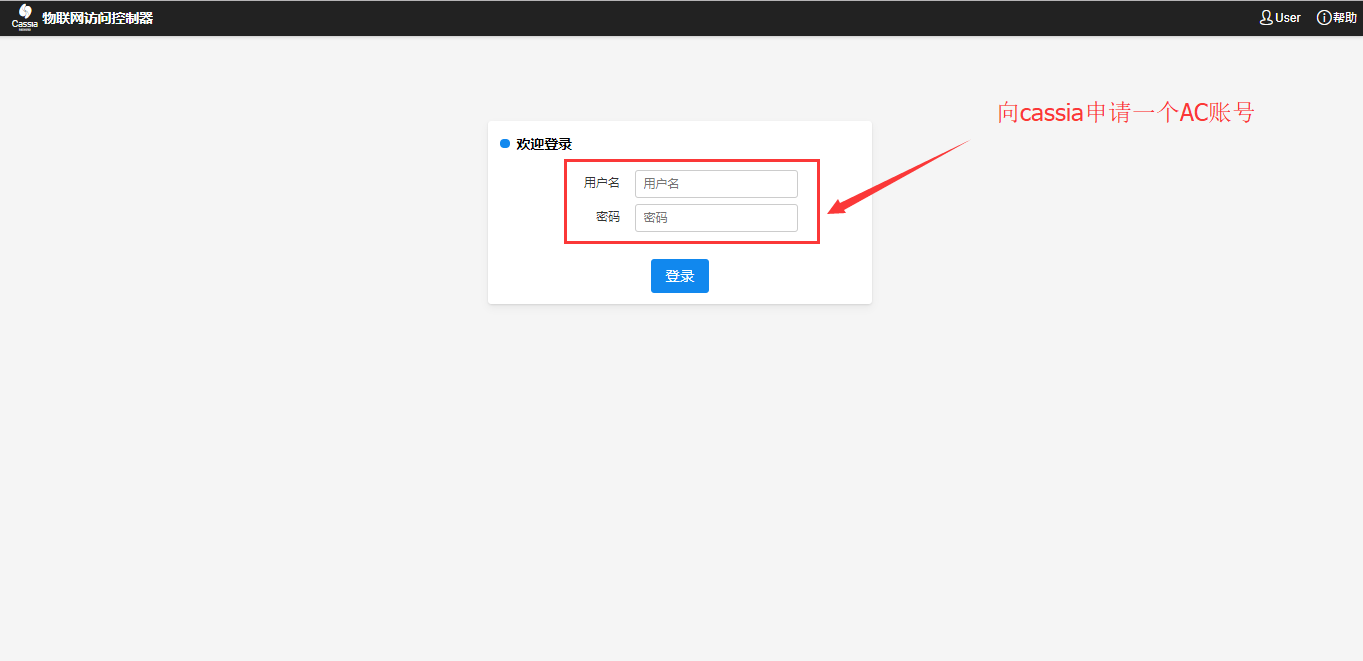 Cassia 物联网访问控制器
User
帮助
向cassia申请一个AC账号
欢迎登录
用户名 用户名
密码 密码
登录